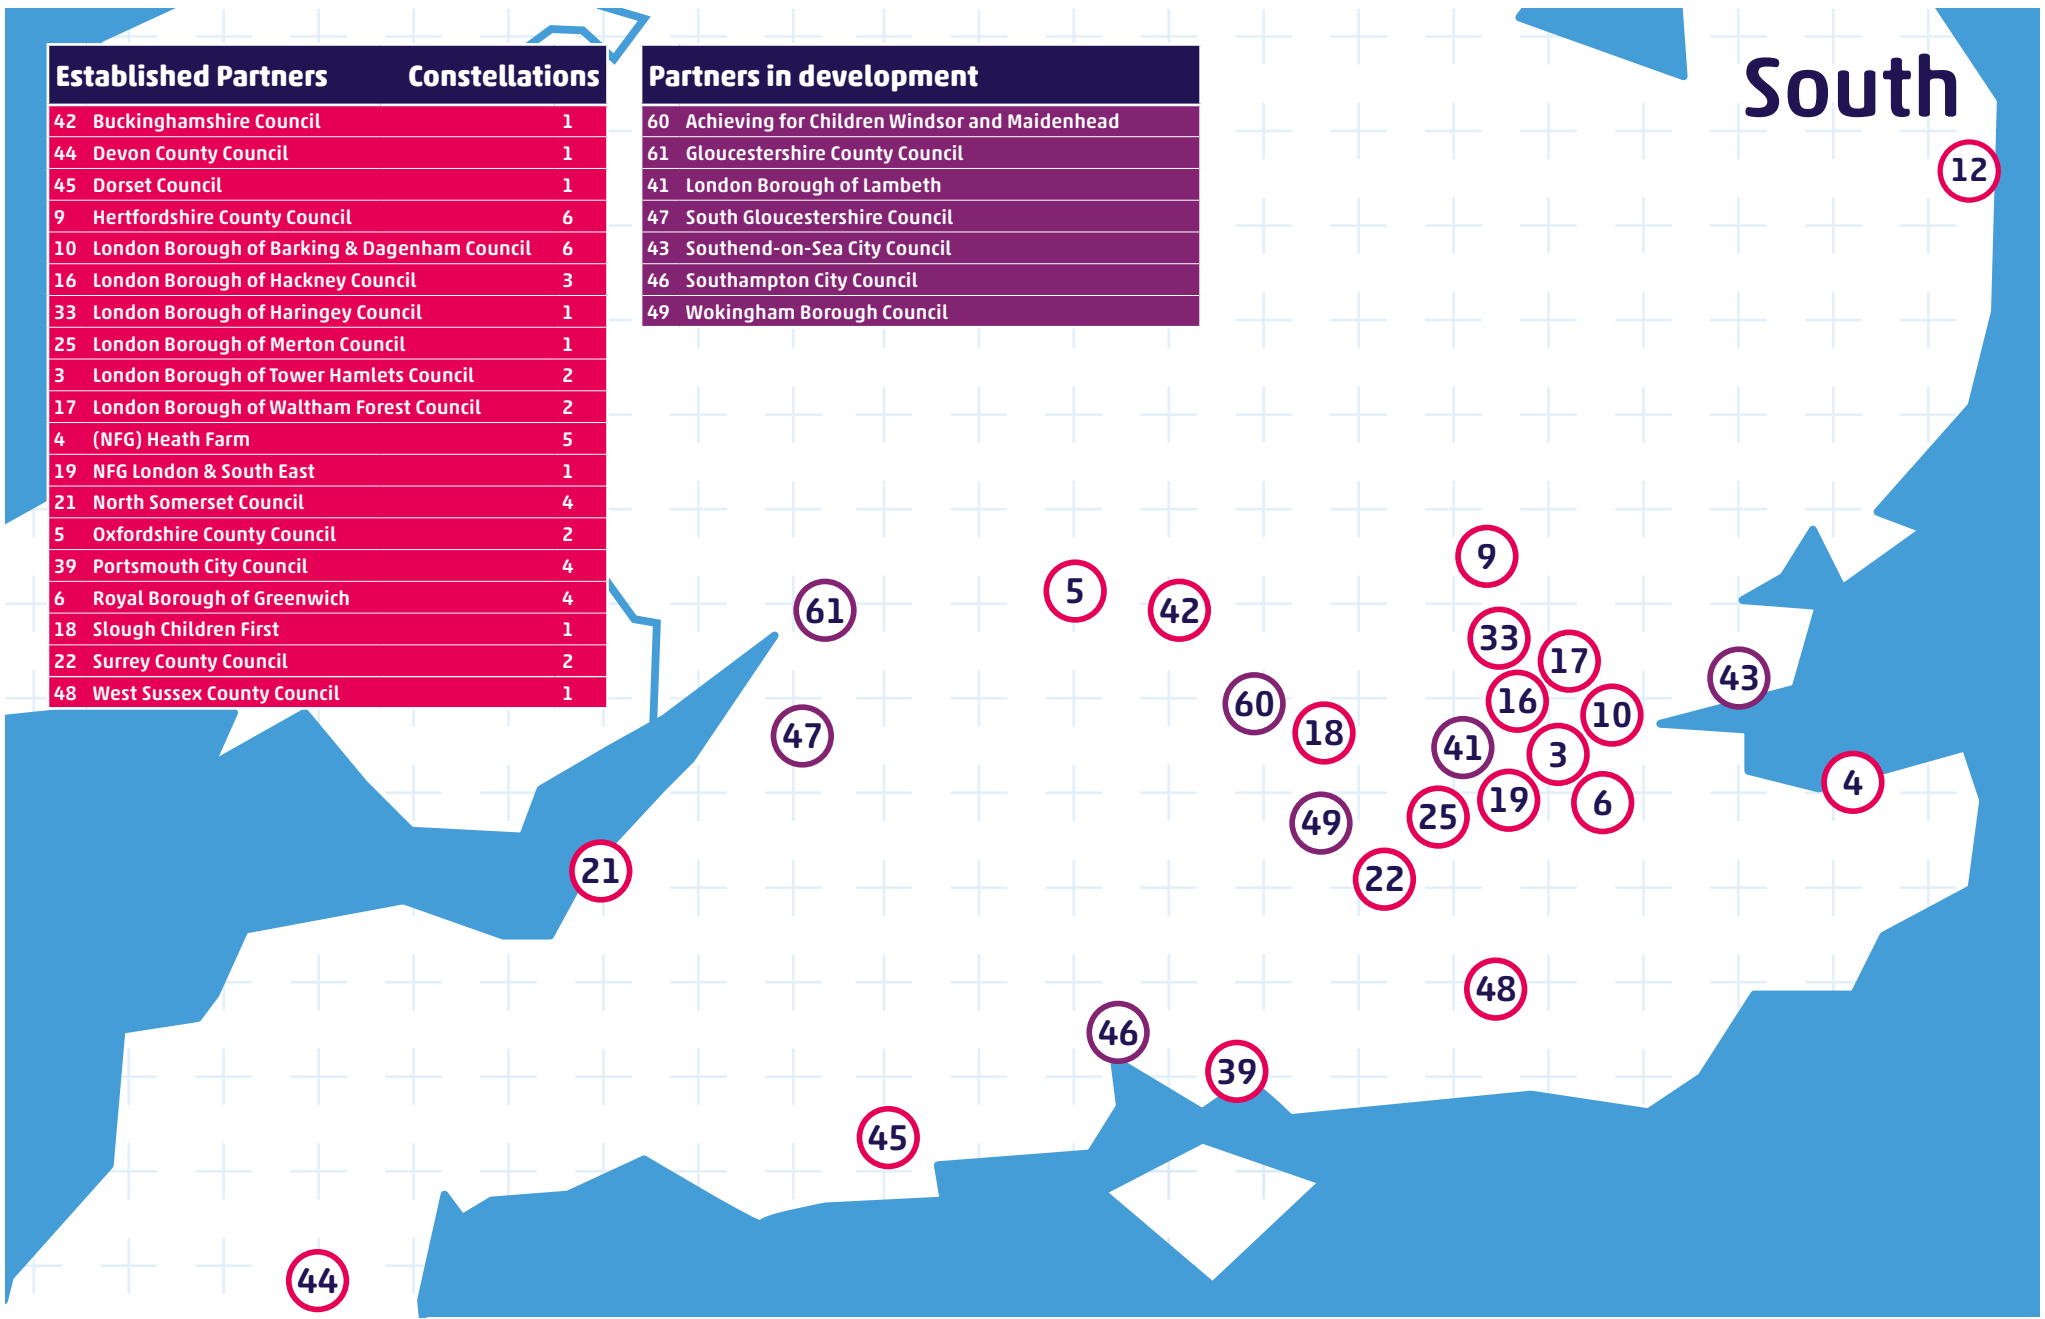 South
Established Partners Constellations
42 Buckinghamshire Council 1
44 Devon County Council 1
45 Dorset Council 1
9 Hertfordshire County Council 6
10 London Borough of Barking & Dagenham Council 6
16 London Borough of Hackney Council 3
33 London Borough of Haringey Council 1
25 London Borough of Merton Council 1
3 London Borough of Tower Hamlets Council 2
17 London Borough of Waltham Forest Council 2
4 (NFG) Heath Farm 5
19 NFG London & South East 1
21 North Somerset Council 4
5 Oxfordshire County Council 2
39 Portsmouth City Council 4
6 Royal Borough of Greenwich 4
18 Slough Children First 1
22 Surrey County Council 2
48 West Sussex County Council 1
Partners in development
60 Achieving for Children Windsor and Maidenhead
61 Gloucestershire County Council
41 London Borough of Lambeth
47 South Gloucestershire Council
43 Southend-on-Sea City Council
46 Southampton City Council
49 Wokingham Borough Council
12
9
5
61
42
33
17
43
60
16
10
18
47
41
3
4
19
6
25
49
21
22
48
46
39
45
44